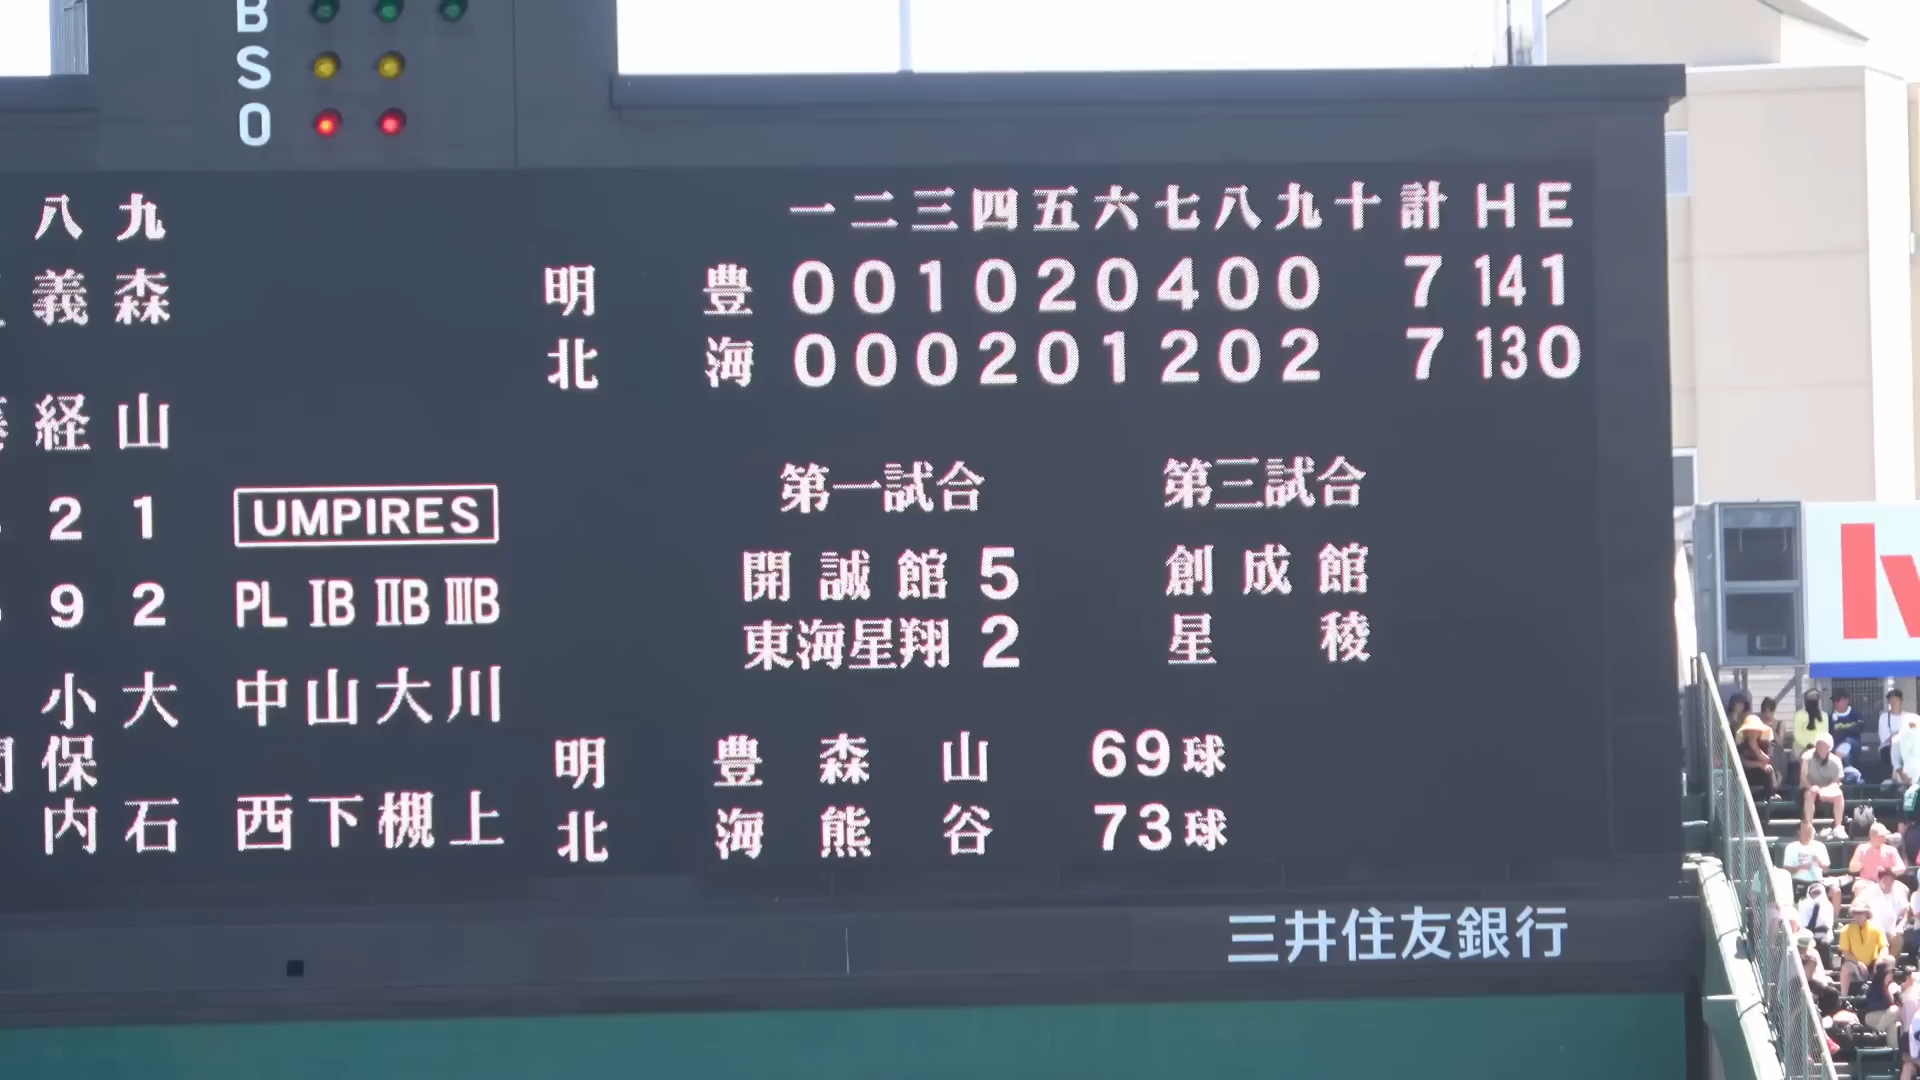 B
S
O
八 九 一 二 三 四 五 六 七 八 九 十 計 H E
義 森 明 豊 0 0 1 0 2 0 4 0 0 7 14 1
北 海 0 0 0 2 0 1 2 0 2 7 13 0
経 山
第一試合 第三試合
2 1 UMPIRES
開誠館 5 創成館
9 2 PL IB IIB IIIB
東海星翔 2 星 稜
小 大 中 山 大 川
保 明 豊 森 山 69球
内 石 西 下 槻 上 北 海 熊 谷 73球
三井住友銀行